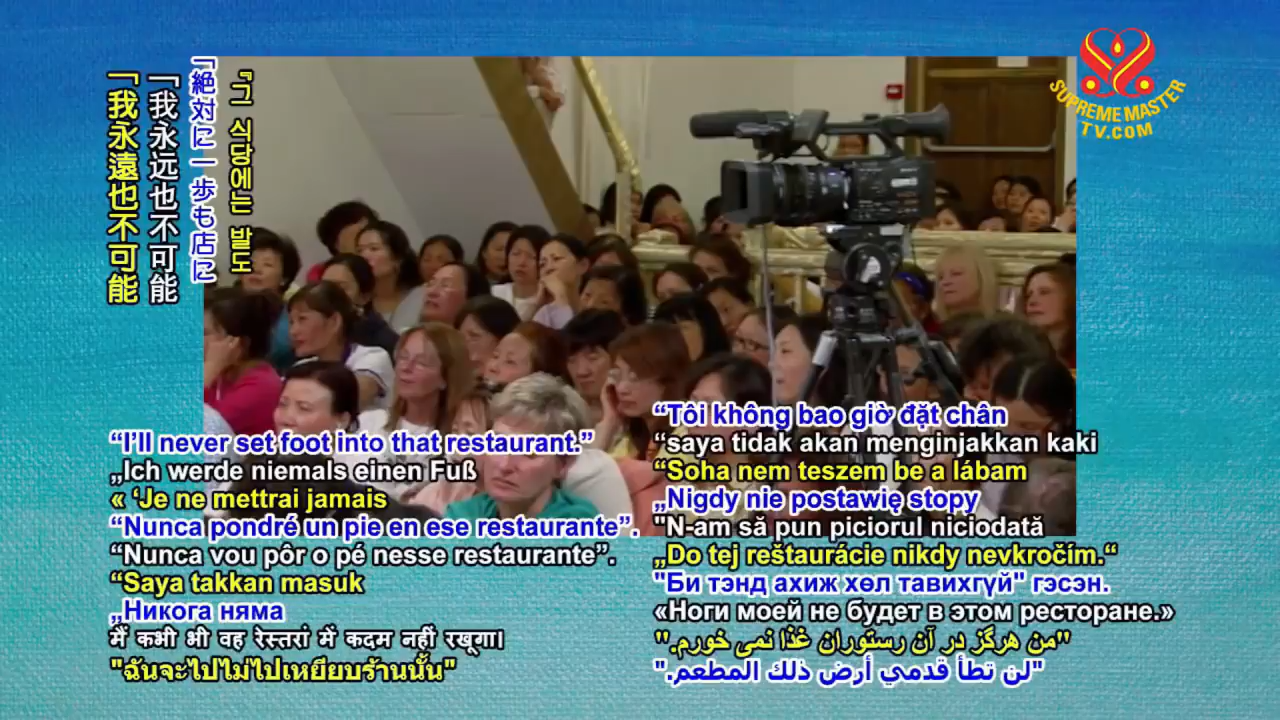 「我永遠也不可能
「我永远也不可能
「絶対に一歩も店に
『그 식당에는 발도
SUPREME MASTER
TV.COM
“I’ll never set foot into that restaurant.”
„Ich werde niemals einen Fuß
« ‘Je ne mettrai jamais
“Nunca pondré un pie en ese restaurante”.
“Nunca vou pôr o pé nesse restaurante”.
“Saya takkan masuk
„Никога няма
मैं कभी भी वह रेस्तरां में कदम नहीं रखूगा।
"ฉันจะไปไม่ไปเหยียบร้านนั้น"
“Tôi không bao giờ đặt chân
“saya tidak akan menginjakkan kaki
“Soha nem teszem be a lábam
„Nigdy nie postawię stopy
"N-am să pun piciorul niciodată
„Do tej reštaurácie nikdy nevkročím.“
"Би тэнд ахиж хөл тавихгүй" гэсэн.
«Ноги моей не будет в этом ресторане.»
"من هرگز در آن رستوران غذا نمی خورم."
"لن تطأ قدمي أرض ذلك المطعم."